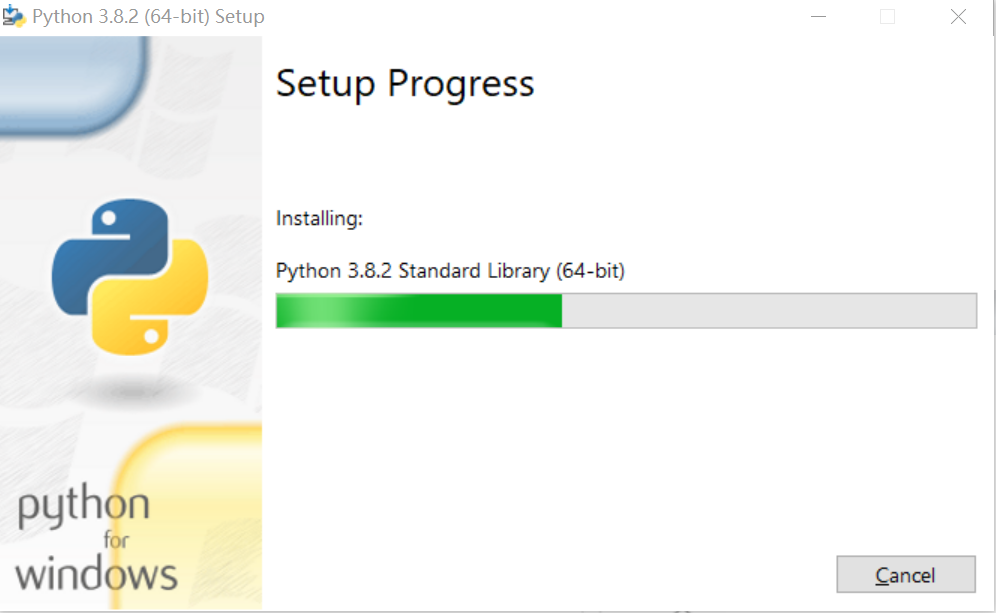 Python 3.8.2 (64-bit) Setup
Setup Progress
Installing:
Python 3.8.2 Standard Library (64-bit)
python
for
windows
Cancel